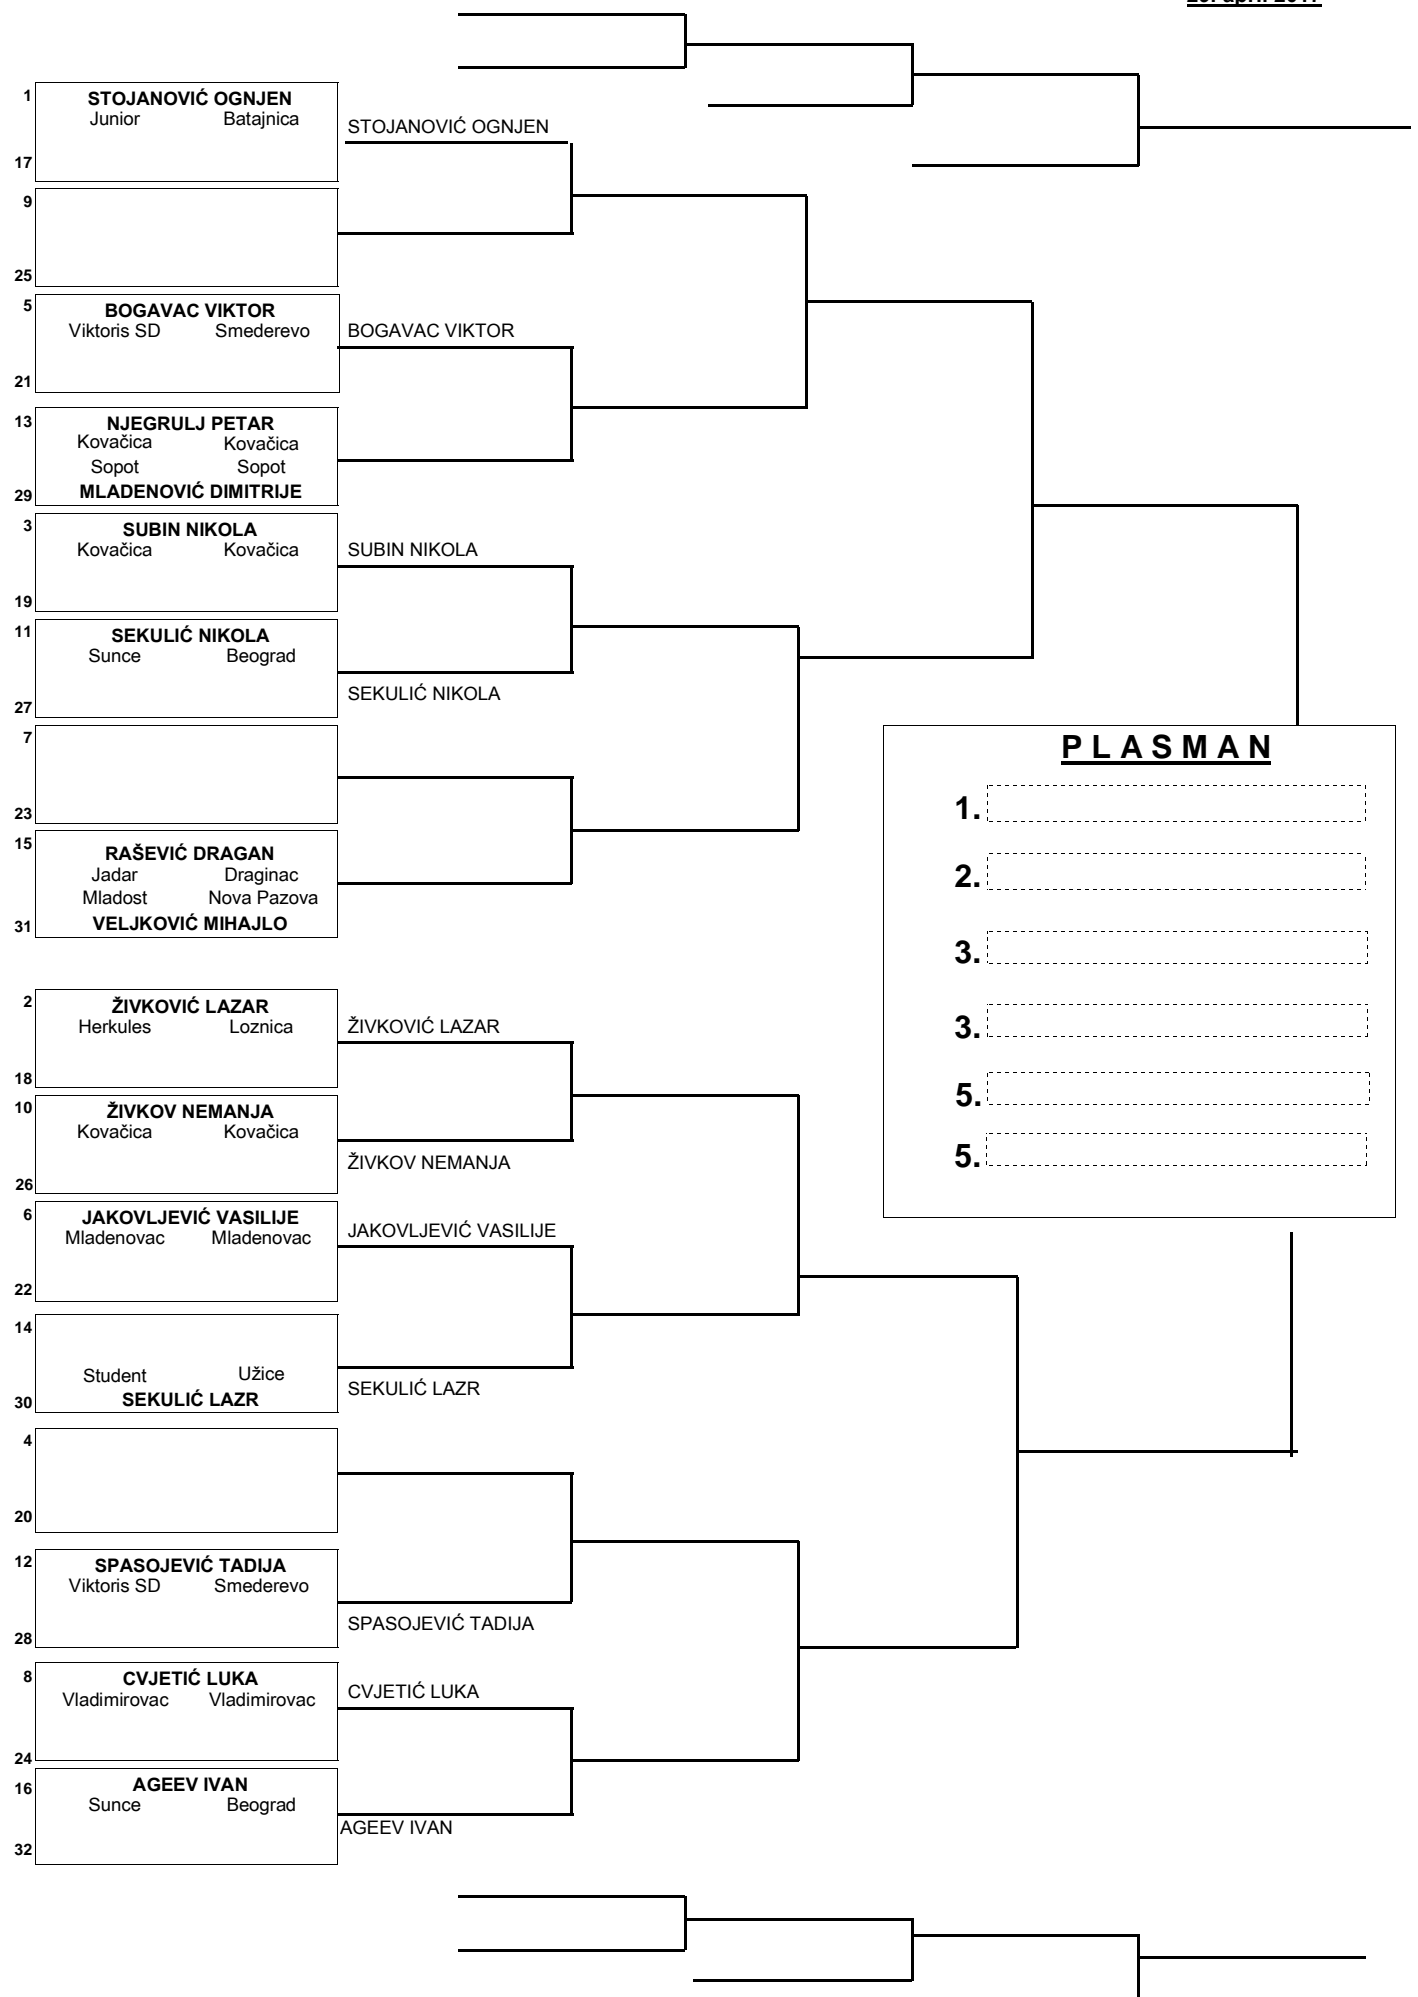 1
STOJANOVIĆ OGNJEN
Junior Batajnica
STOJANOVIĆ OGNJEN
17
9
25
5
BOGAVAC VIKTOR
Viktoris SD Smederevo
BOGAVAC VIKTOR
21
13
NJEGRULJ PETAR
Kovačica Kovačica
Sopot Sopot
29
MLADENOVIĆ DIMITRIJE
3
SUBIN NIKOLA
Kovačica Kovačica
SUBIN NIKOLA
19
11
SEKULIĆ NIKOLA
Sunce Beograd
SEKULIĆ NIKOLA
27
7
23
15
RAŠEVIĆ DRAGAN
Jadar Draginac
Mladost Nova Pazova
31
VELJKOVIĆ MIHAJLO
PLASMAN
1.
2.
3.
3.
5.
5.
2
ŽIVKOVIĆ LAZAR
Herkules Loznica
ŽIVKOVIĆ LAZAR
18
10
ŽIVKOV NEMANJA
Kovačica Kovačica
ŽIVKOV NEMANJA
26
6
JAKOVLJEVIĆ VASILIJE
Mladenovac Mladenovac
JAKOVLJEVIĆ VASILIJE
22
14
Student Užice
30
SEKULIĆ LAZR
SEKULIĆ LAZR
4
20
12
SPASOJEVIĆ TADIJA
Viktoris SD Smederevo
SPASOJEVIĆ TADIJA
28
8
CVJETIĆ LUKA
Vladimirovac Vladimirovac
CVJETIĆ LUKA
24
16
AGEEV IVAN
Sunce Beograd
AGEEV IVAN
32